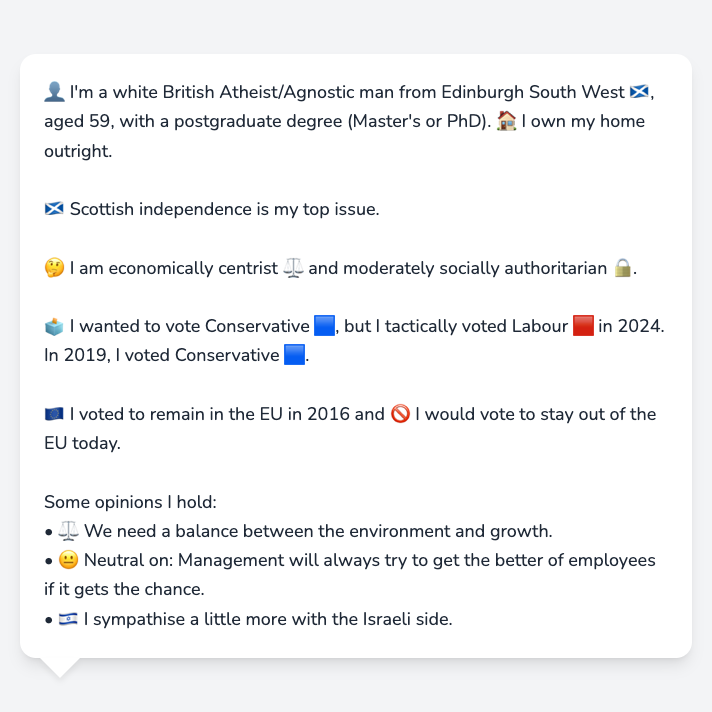 👤 I'm a white British Atheist/Agnostic man from Edinburgh South West 🏴󠁧󠁢󠁳󠁣󠁴󠁿,
aged 59, with a postgraduate degree (Master's or PhD). 🏠 I own my home
outright.
🏴󠁧󠁢󠁳󠁣󠁴󠁿 Scottish independence is my top issue.
🤔 I am economically centrist ⚖️ and moderately socially authoritarian 🔒.
🗳️ I wanted to vote Conservative 🟦, but I tactically voted Labour 🟥 in 2024.
In 2019, I voted Conservative 🟦.
🇪🇺 I voted to remain in the EU in 2016 and 🚫 I would vote to stay out of the
EU today.
Some opinions I hold:
• ⚖️ We need a balance between the environment and growth.
• 😐 Neutral on: Management will always try to get the better of employees
if it gets the chance.
• 🇮🇱 I sympathise a little more with the Israeli side.